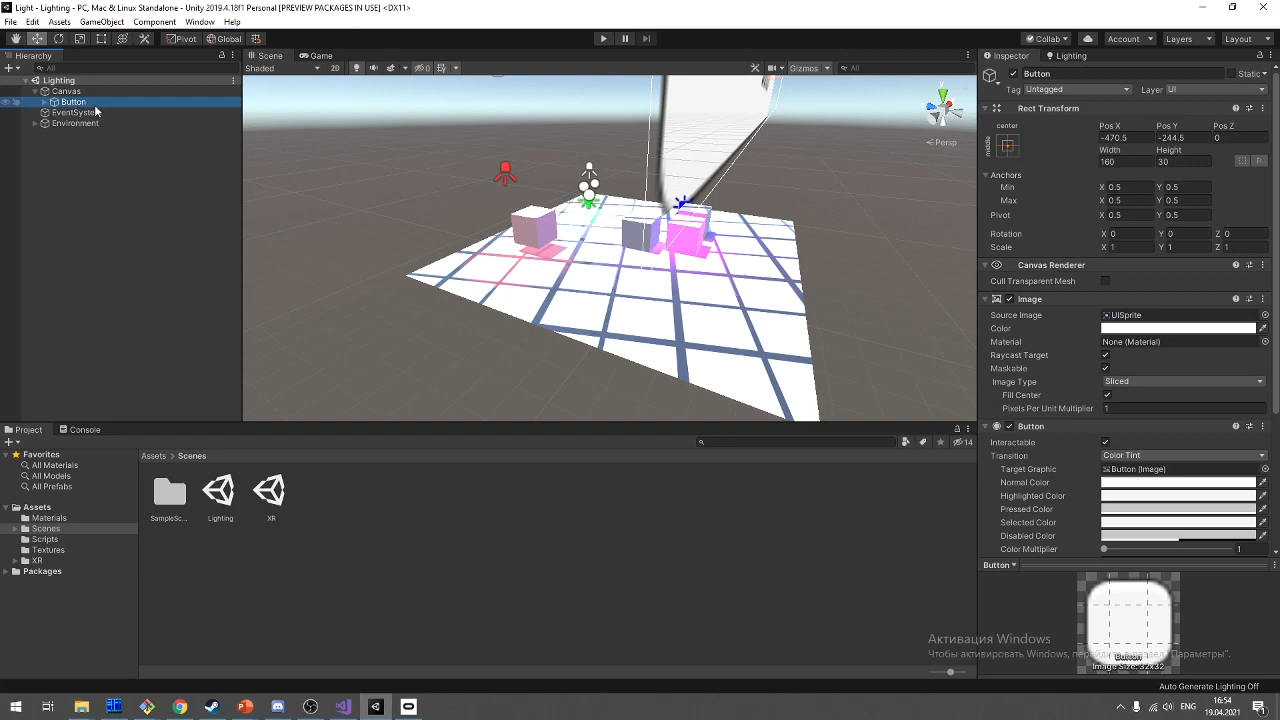 Light - Lighting - PC, Mac & Linux Standalone - Unity 2019.4.18f1 Personal [PREVIEW PACKAGES IN USE] <DX11>
File Edit Assets GameObject Component Window Help
Pivot Global Collab Account Layers Layout
Hierarchy
All
Lighting
Canvas
Button
EventSystem
Environment
Scene Game
Shaded 2D 0 Gizmos All
y
x
Persp
Inspector Lighting
Button Static
Tag Untagged Layer UI
Rect Transform
center
middle
Pos X Pos Y Pos Z
-470.5 -244.5 0
Width Height
160 30
R
Anchors
Min X 0.5 Y 0.5
Max X 0.5 Y 0.5
Pivot X 0.5 Y 0.5
Rotation X 0 Y 0 Z 0
Scale X 1 Y 1 Z 1
Canvas Renderer
Cull Transparent Mesh
Image
Source Image UISprite
Color
Material None (Material)
Raycast Target
Maskable
Image Type Sliced
Fill Center
Pixels Per Unit Multiplier 1
Button
Interactable
Transition Color Tint
Target Graphic Button (Image)
Normal Color
Highlighted Color
Pressed Color
Selected Color
Disabled Color
Color Multiplier 1
Button
Button
Image Size: 32x32
Project Console
14
Favorites
All Materials
All Models
All Prefabs
Assets
Materials
Scenes
Scripts
Textures
XR
Packages
Assets > Scenes
SampleSc...
Lighting
XR
Активация Windows
Чтобы активировать Windows, перейдите в раздел "Параметры".
Auto Generate Lighting Off
ENG
16:54
19.04.2021
1